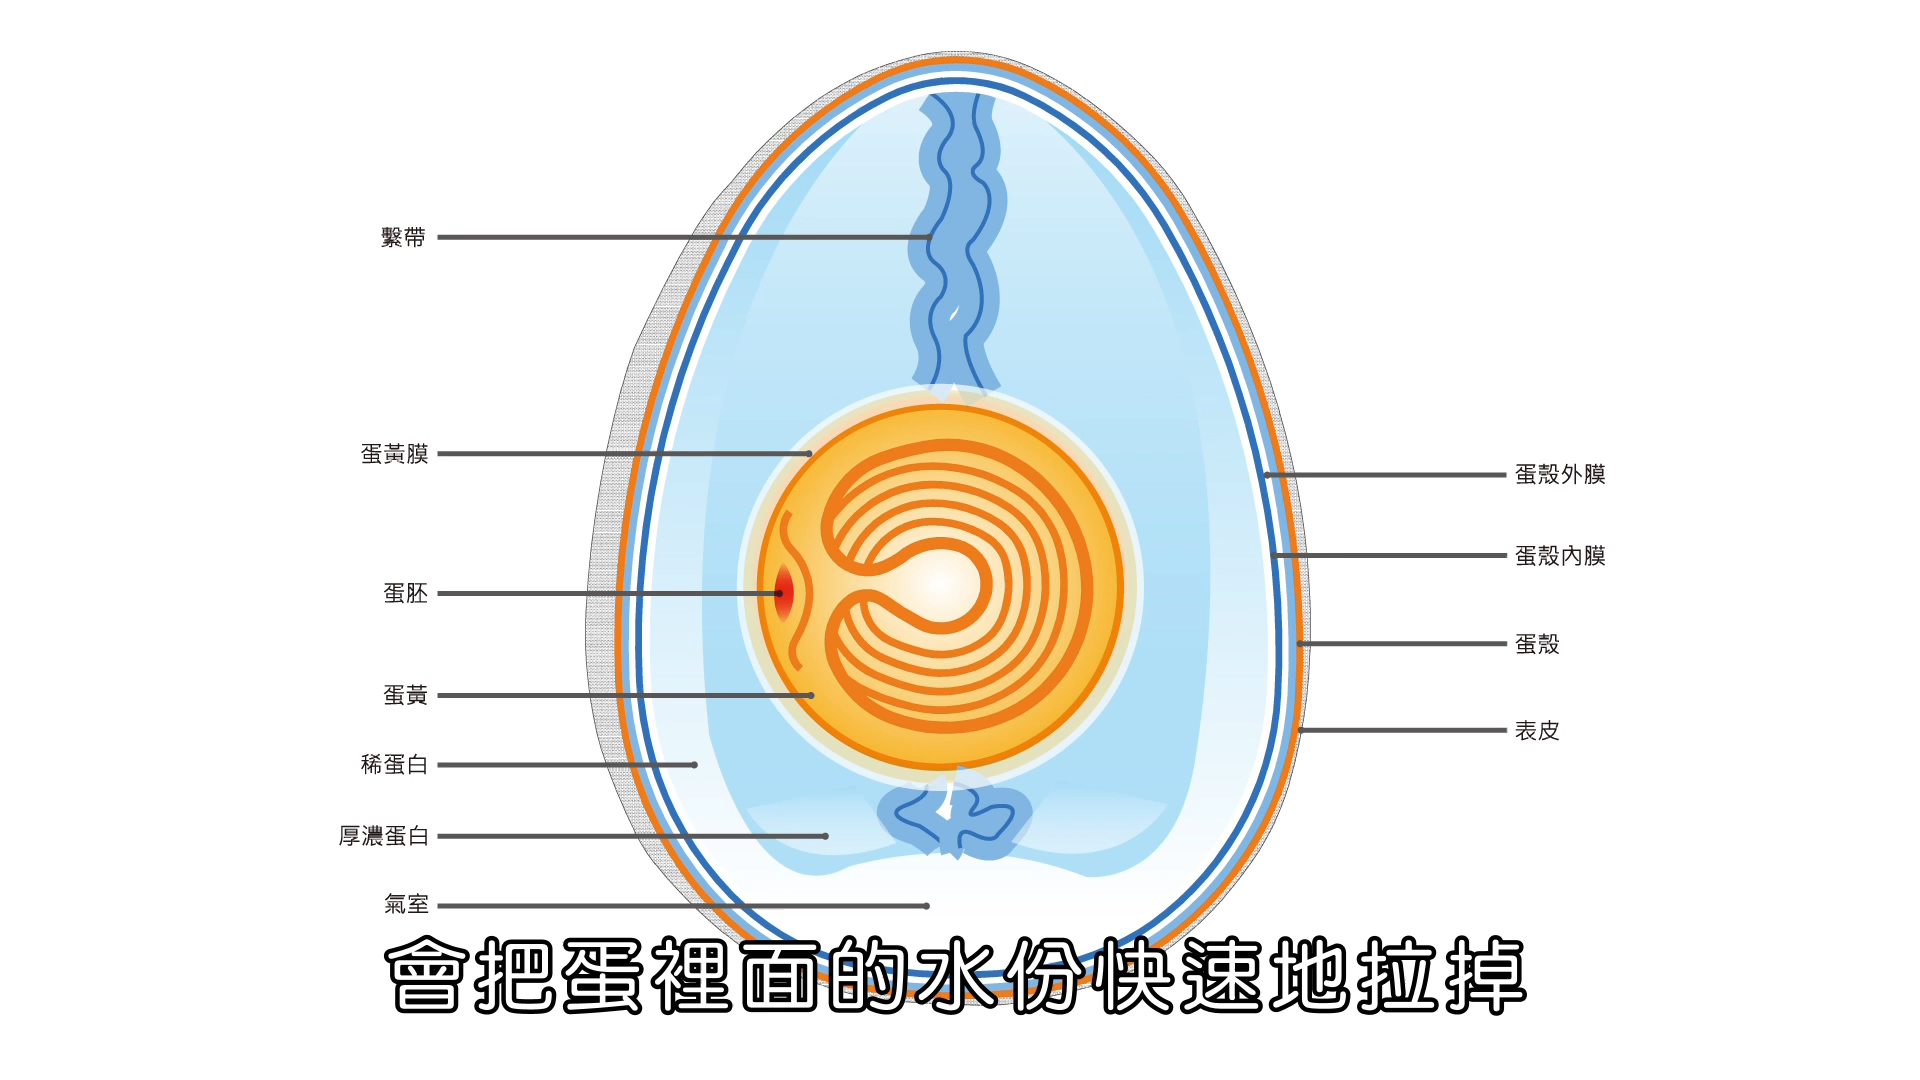 繫帶
蛋黃膜
蛋胚
蛋黃
稀蛋白
厚濃蛋白
氣室
蛋殼外膜
蛋殼內膜
蛋殼
表皮
會把蛋裡面的水份快速地拉掉